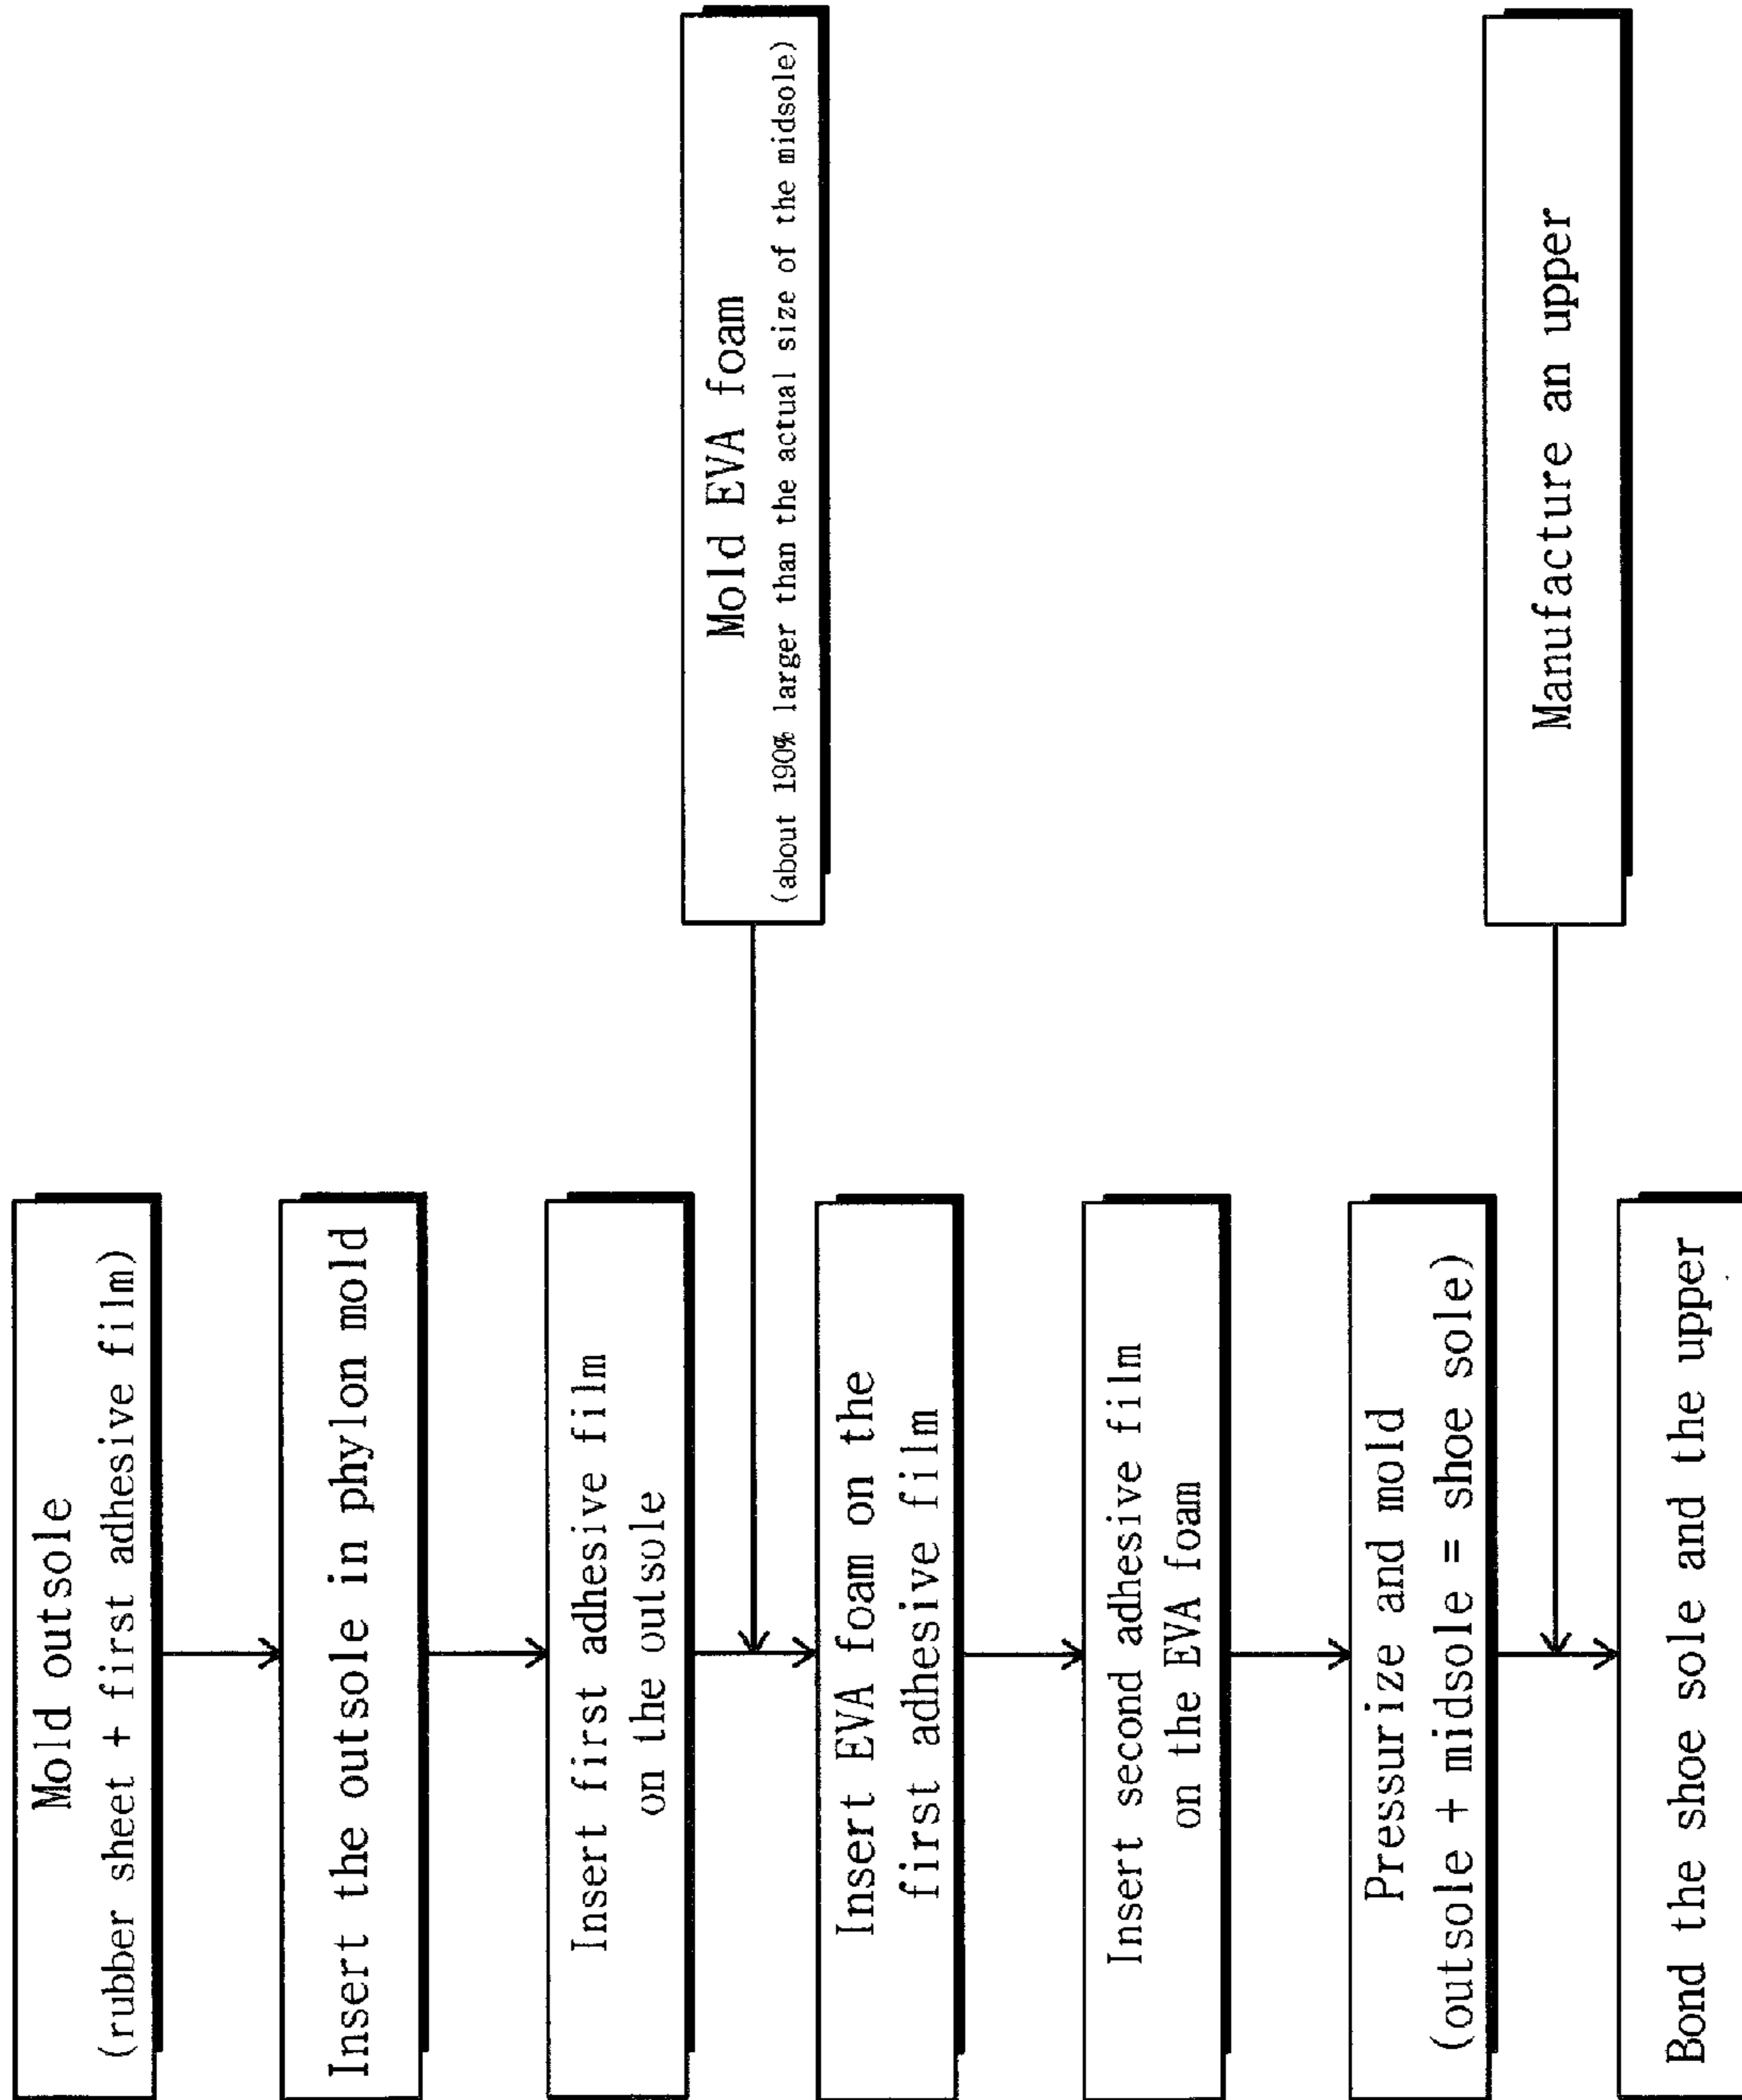 Mold outsole
(rubber sheet + first adhesive film)
Insert the outsole in phylon mold
Insert first adhesive film
on the outsole
Mold EVA foam
(about 190% larger than the actual size of the midsole)
Insert EVA foam on the
first adhesive film
Insert second adhesive film
on the EVA foam
Pressurize and mold
(outsole + midsole = shoe sole)
Manufacture an upper
Bond the shoe sole and the upper